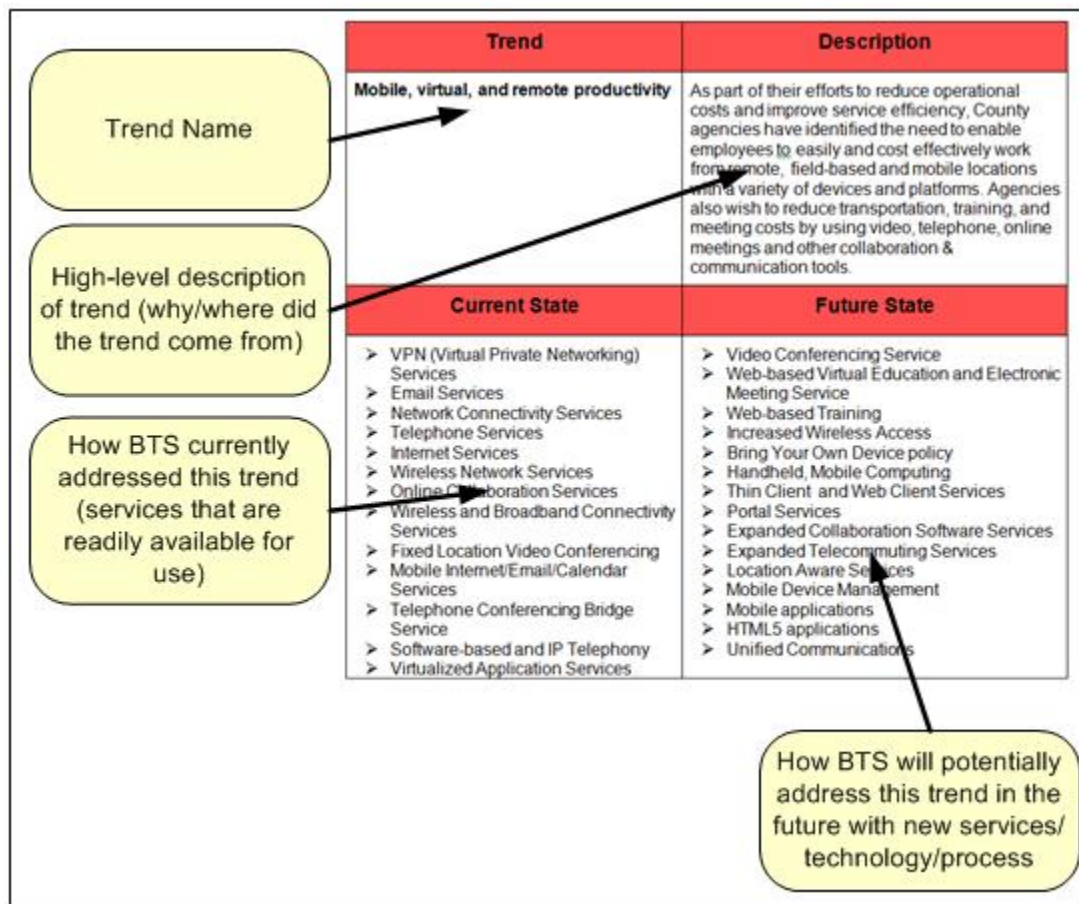 Trend
Description
Trend Name
Mobile, virtual, and remote productivity
As part of their efforts to reduce operational
costs and improve service efficiency, County
agencies have identified the need to enable
employees to easily and cost effectively work
from remote, field-based and mobile locations
with a variety of devices and platforms. Agencies
also wish to reduce transportation, training, and
meeting costs by using video, telephone, online
meetings and other collaboration &
communication tools.
High-level description
of trend (why/where did
the trend come from)
Current State
Future State
How BTS currently
addressed this trend
(services that are
readily available for
use)
➢ VPN (Virtual Private Networking)
Services
➢ Email Services
➢ Network Connectivity Services
➢ Telephone Services
➢ Internet Services
➢ Wireless Network Services
➢ Online Collaboration Services
➢ Wireless and Broadband Connectivity
Services
➢ Fixed Location Video Conferencing
➢ Mobile Internet/Email/Calendar
Services
➢ Telephone Conferencing Bridge
Service
➢ Software-based and IP Telephony
➢ Virtualized Application Services
➢ Video Conferencing Service
➢ Web-based Virtual Education and Electronic
Meeting Service
➢ Web-based Training
➢ Increased Wireless Access
➢ Bring Your Own Device policy
➢ Handheld, Mobile Computing
➢ Thin Client and Web Client Services
➢ Portal Services
➢ Expanded Collaboration Software Services
➢ Expanded Telecommuting Services
➢ Location Aware Services
➢ Mobile Device Management
➢ Mobile applications
➢ HTML5 applications
➢ Unified Communications
How BTS will potentially
address this trend in the
future with new services/
technology/process